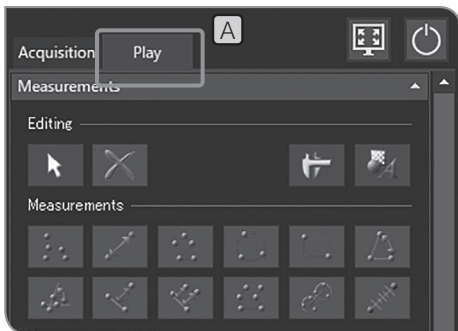 A
Acquisition Play
Measurements
Editing
Measurements